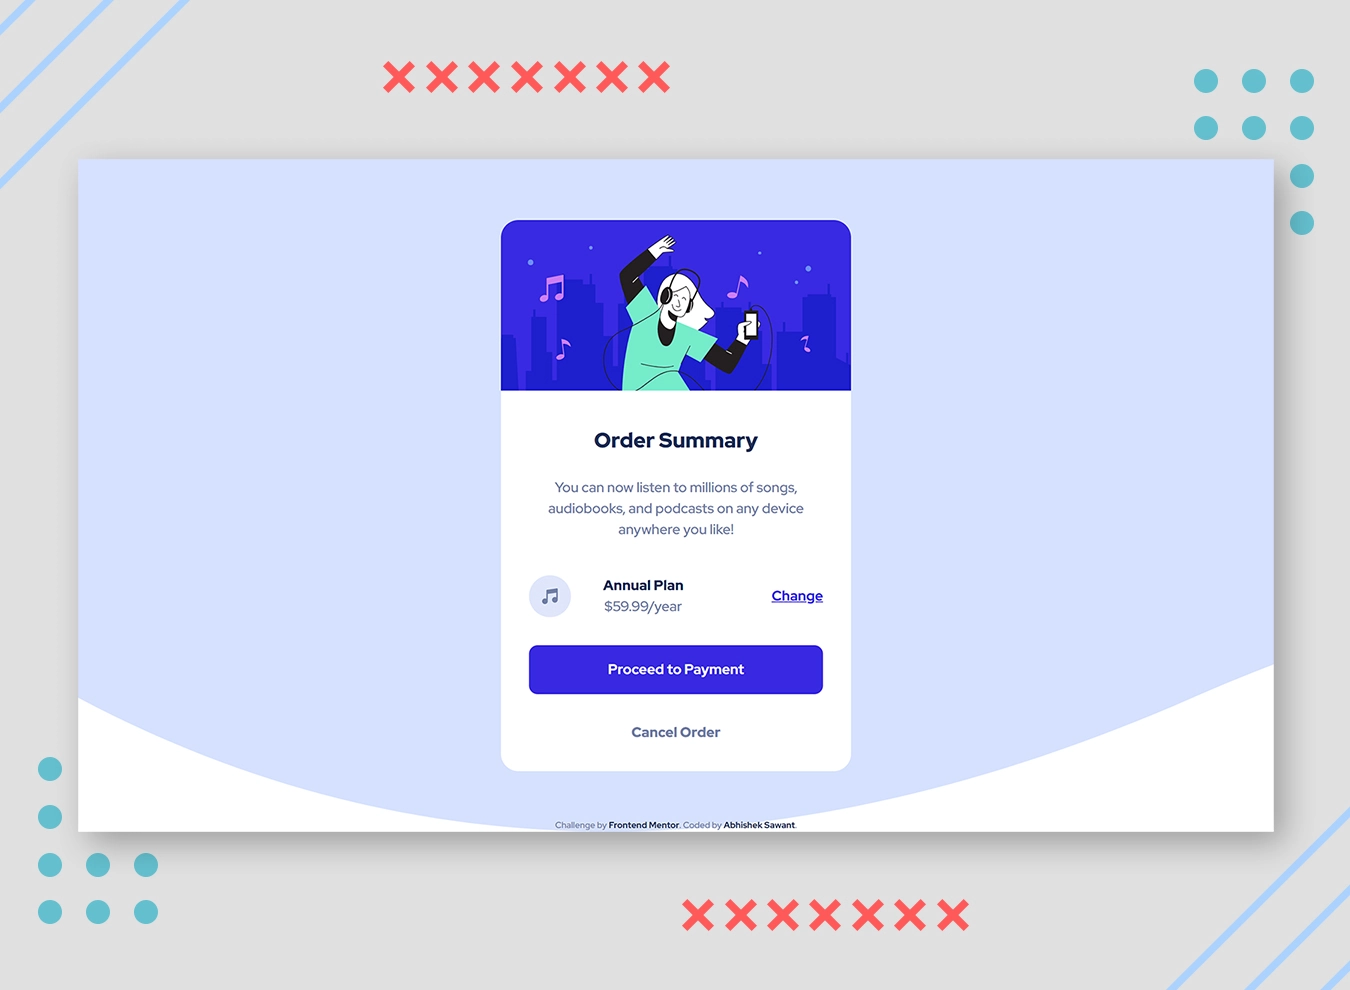 Order Summary
You can now listen to millions of songs,
audiobooks, and podcasts on any device
anywhere you like!
Annual Plan
$59.99/year
Change
Proceed to Payment
Cancel Order
Challenge by Frontend Mentor. Coded by Abhishek Sawant.